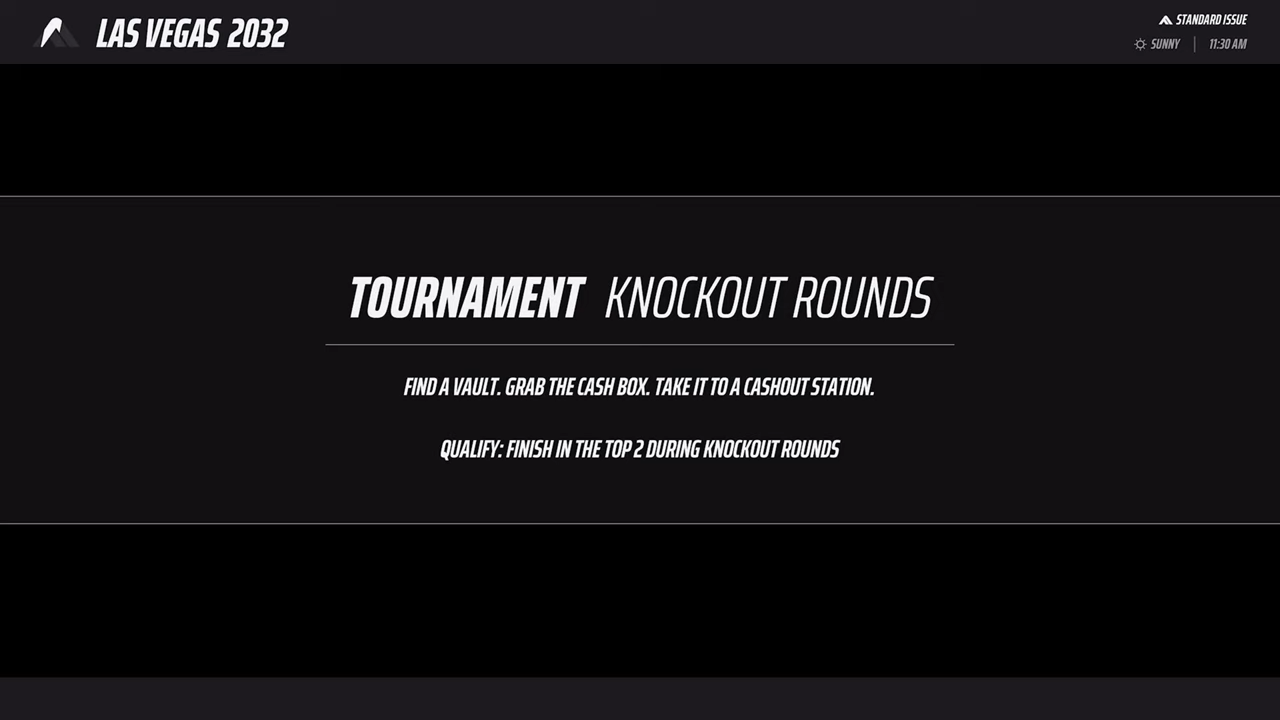 LAS VEGAS 2032
STANDARD ISSUE
SUNNY
11:30 AM
TOURNAMENT KNOCKOUT ROUNDS
FIND A VAULT. GRAB THE CASH BOX. TAKE IT TO A CASHOUT STATION.
QUALIFY: FINISH IN THE TOP 2 DURING KNOCKOUT ROUNDS